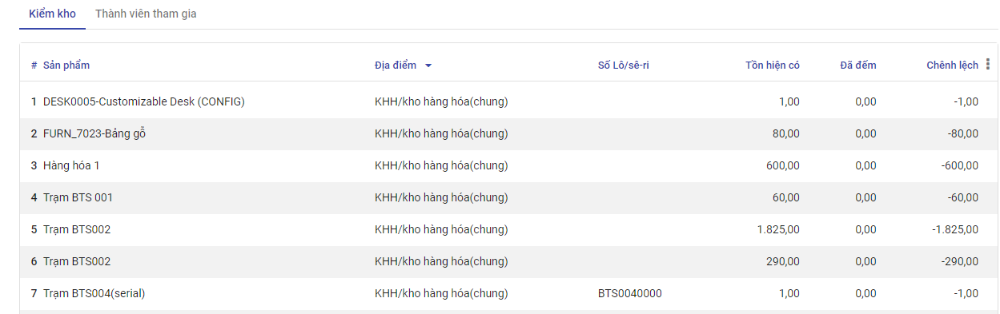 Kiểm kho Thành viên tham gia
# Sản phẩm Địa điểm Số Lô/sê-ri Tồn hiện có Đã đếm Chênh lệch
1 DESK0005-Customizable Desk (CONFIG) KHH/kho hàng hóa(chung) 1,00 0,00 -1,00
2 FURN_7023-Bảng gỗ KHH/kho hàng hóa(chung) 80,00 0,00 -80,00
3 Hàng hóa 1 KHH/kho hàng hóa(chung) 600,00 0,00 -600,00
4 Trạm BTS 001 KHH/kho hàng hóa(chung) 60,00 0,00 -60,00
5 Trạm BTS002 KHH/kho hàng hóa(chung) 1.825,00 0,00 -1.825,00
6 Trạm BTS002 KHH/kho hàng hóa(chung) 290,00 0,00 -290,00
7 Trạm BTS004(serial) KHH/kho hàng hóa(chung) BTS0040000 1,00 0,00 -1,00